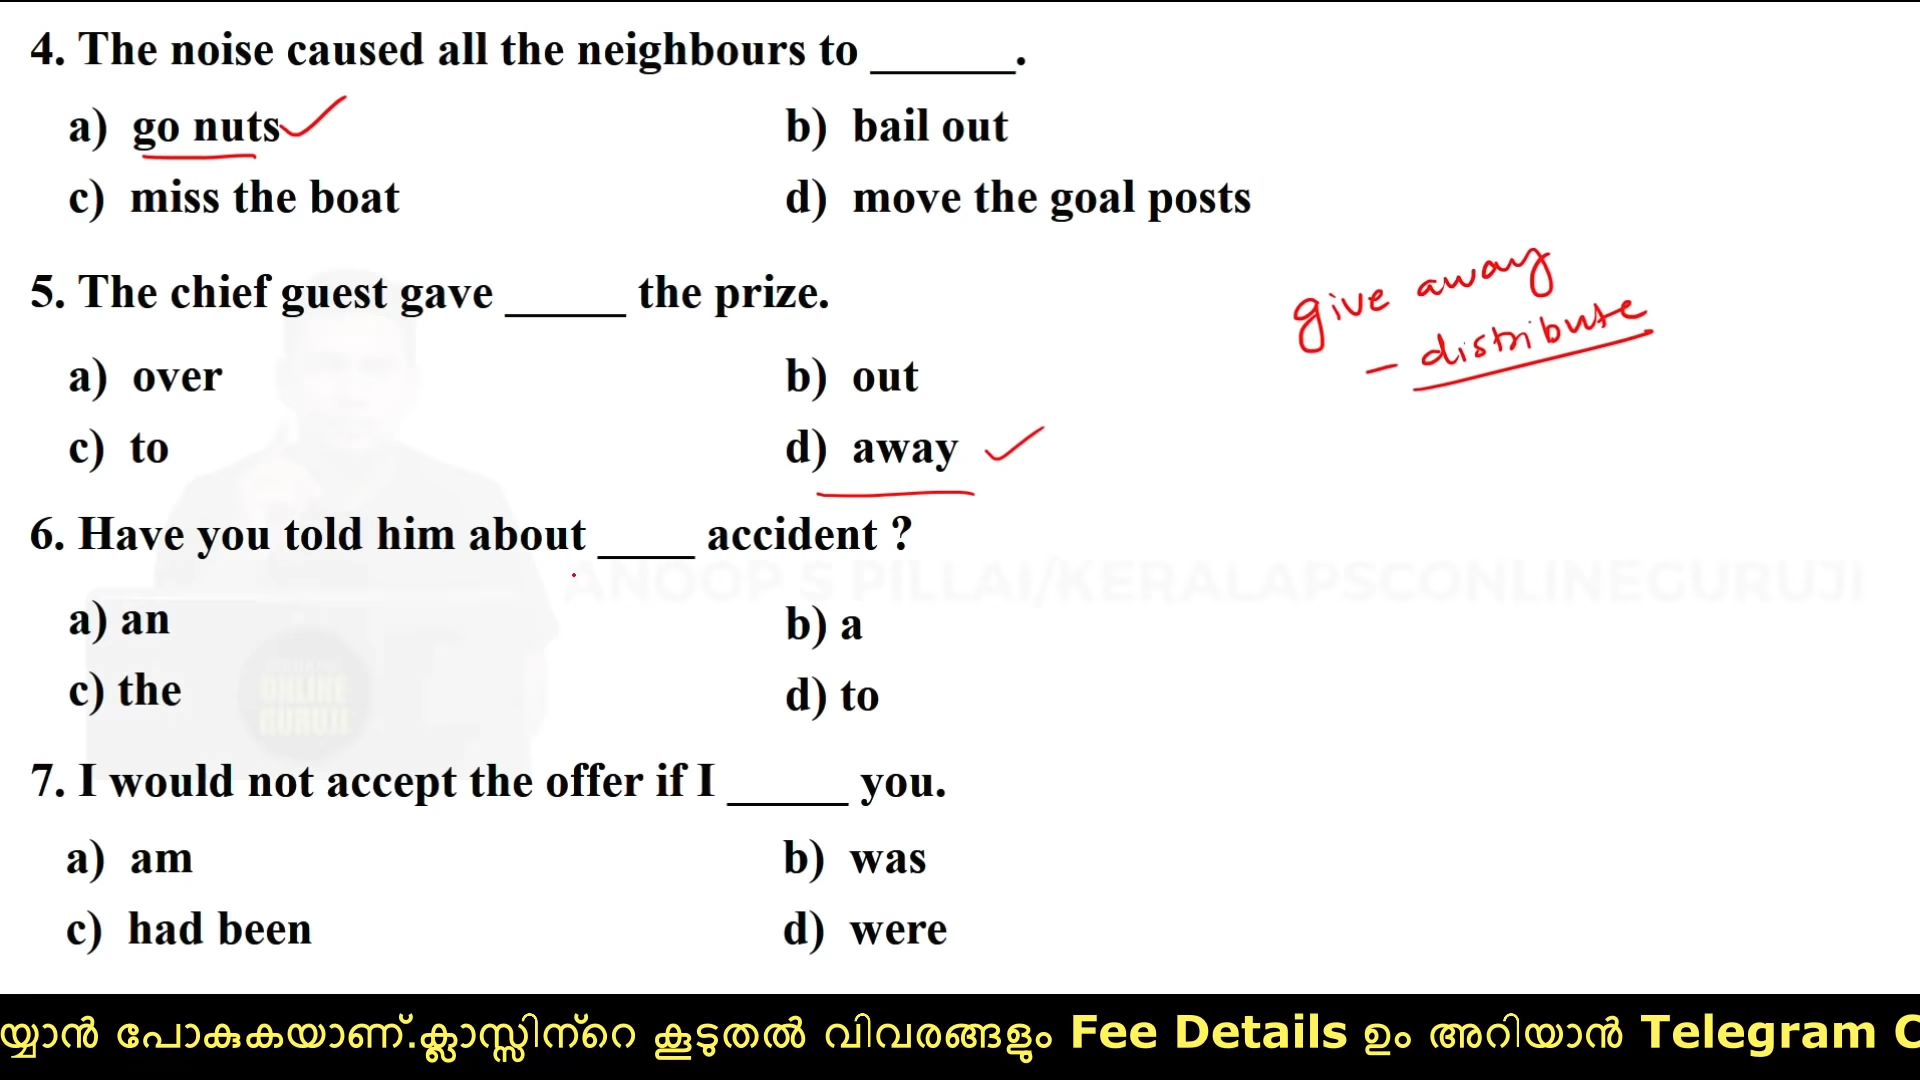 4. The noise caused all the neighbours to ______.
a) go nuts
b) bail out
c) miss the boat
d) move the goal posts
5. The chief guest gave _____ the prize.
give away
– distribute
a) over
b) out
c) to
d) away
6. Have you told him about ____ accident ?
ANOOP S PILLAI/KERALAPSCONLINEGURUJI
a) an
b) a
c) the
d) to
ONLINE
GURUJI
7. I would not accept the offer if I _____ you.
a) am
b) was
c) had been
d) were
യ്യാൻ പോകുകയാണ്.ക്ലാസ്സിന്റെ കൂടുതൽ വിവരങ്ങളും Fee Details ഉം അറിയാൻ Telegram C